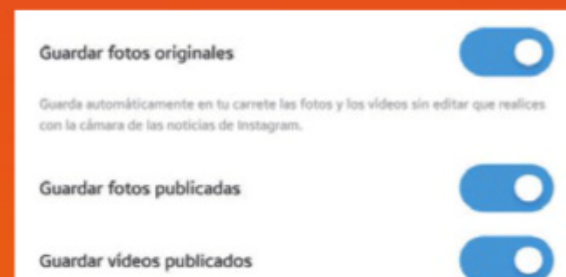 Guardar fotos originales
Guarda automáticamente en tu carrete las fotos y los vídeos sin editar que realices
con la cámara de las noticias de Instagram.
Guardar fotos publicadas
Guardar vídeos publicados